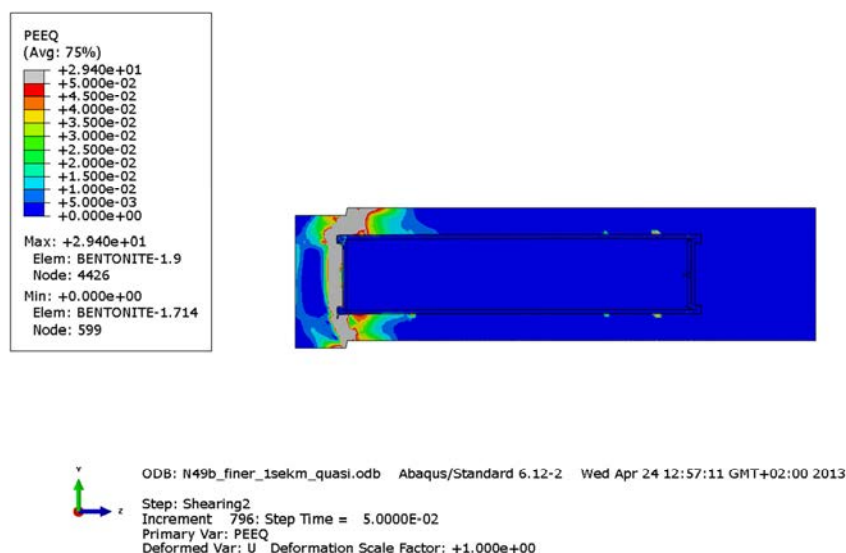 PEEQ
(Avg: 75%)
+2.940e+01
+5.000e-02
+4.500e-02
+4.000e-02
+3.500e-02
+3.000e-02
+2.500e-02
+2.000e-02
+1.500e-02
+1.000e-02
+5.000e-03
+0.000e+00
Max: +2.940e+01
Elem: BENTONITE-1.9
Node: 4426
Min: +0.000e+00
Elem: BENTONITE-1.714
Node: 599
Y
Z
ODB: N49b_finer_1sekm_quasi.odb Abaqus/Standard 6.12-2 Wed Apr 24 12:57:11 GMT+02:00 2013
Step: Shearing2
Increment 796: Step Time = 5.0000E-02
Primary Var: PEEQ
Deformed Var: U Deformation Scale Factor: +1.000e+00